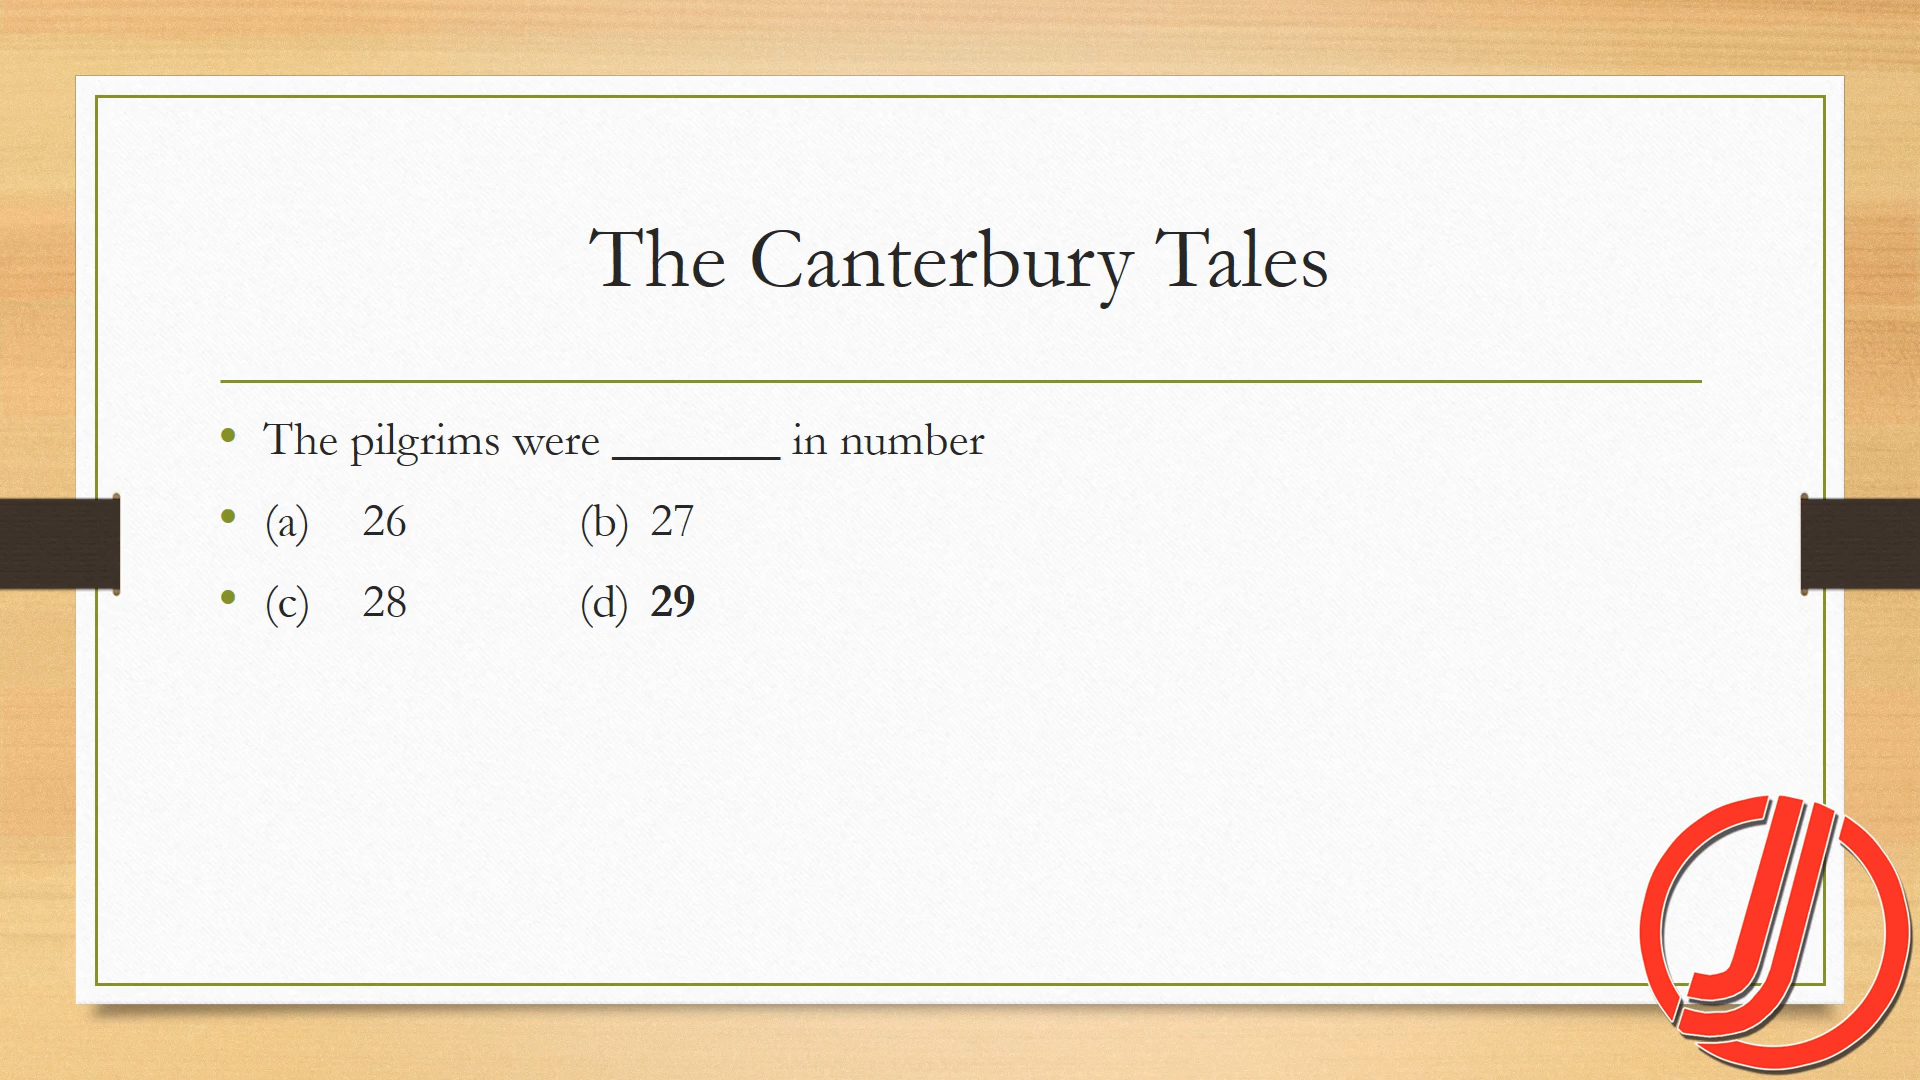 The Canterbury Tales
• The pilgrims were _______ in number
• (a) 26 (b) 27
• (c) 28 (d) 29